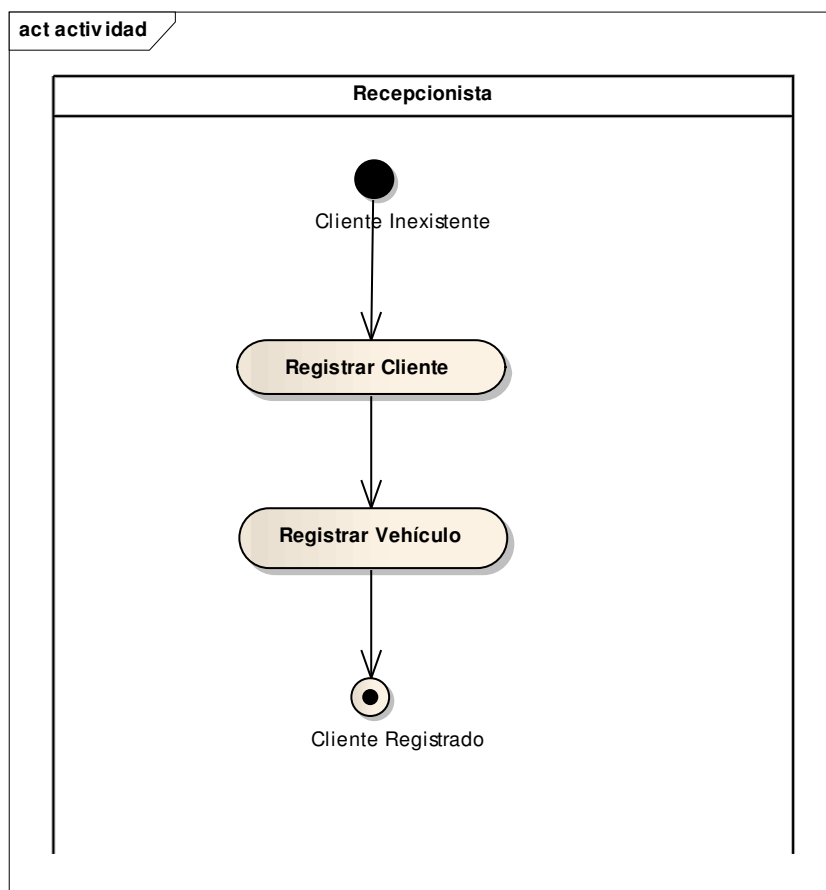 act actividad
Recepcionista
Cliente Inexistente
Registrar Cliente
Registrar Vehículo
Cliente Registrado